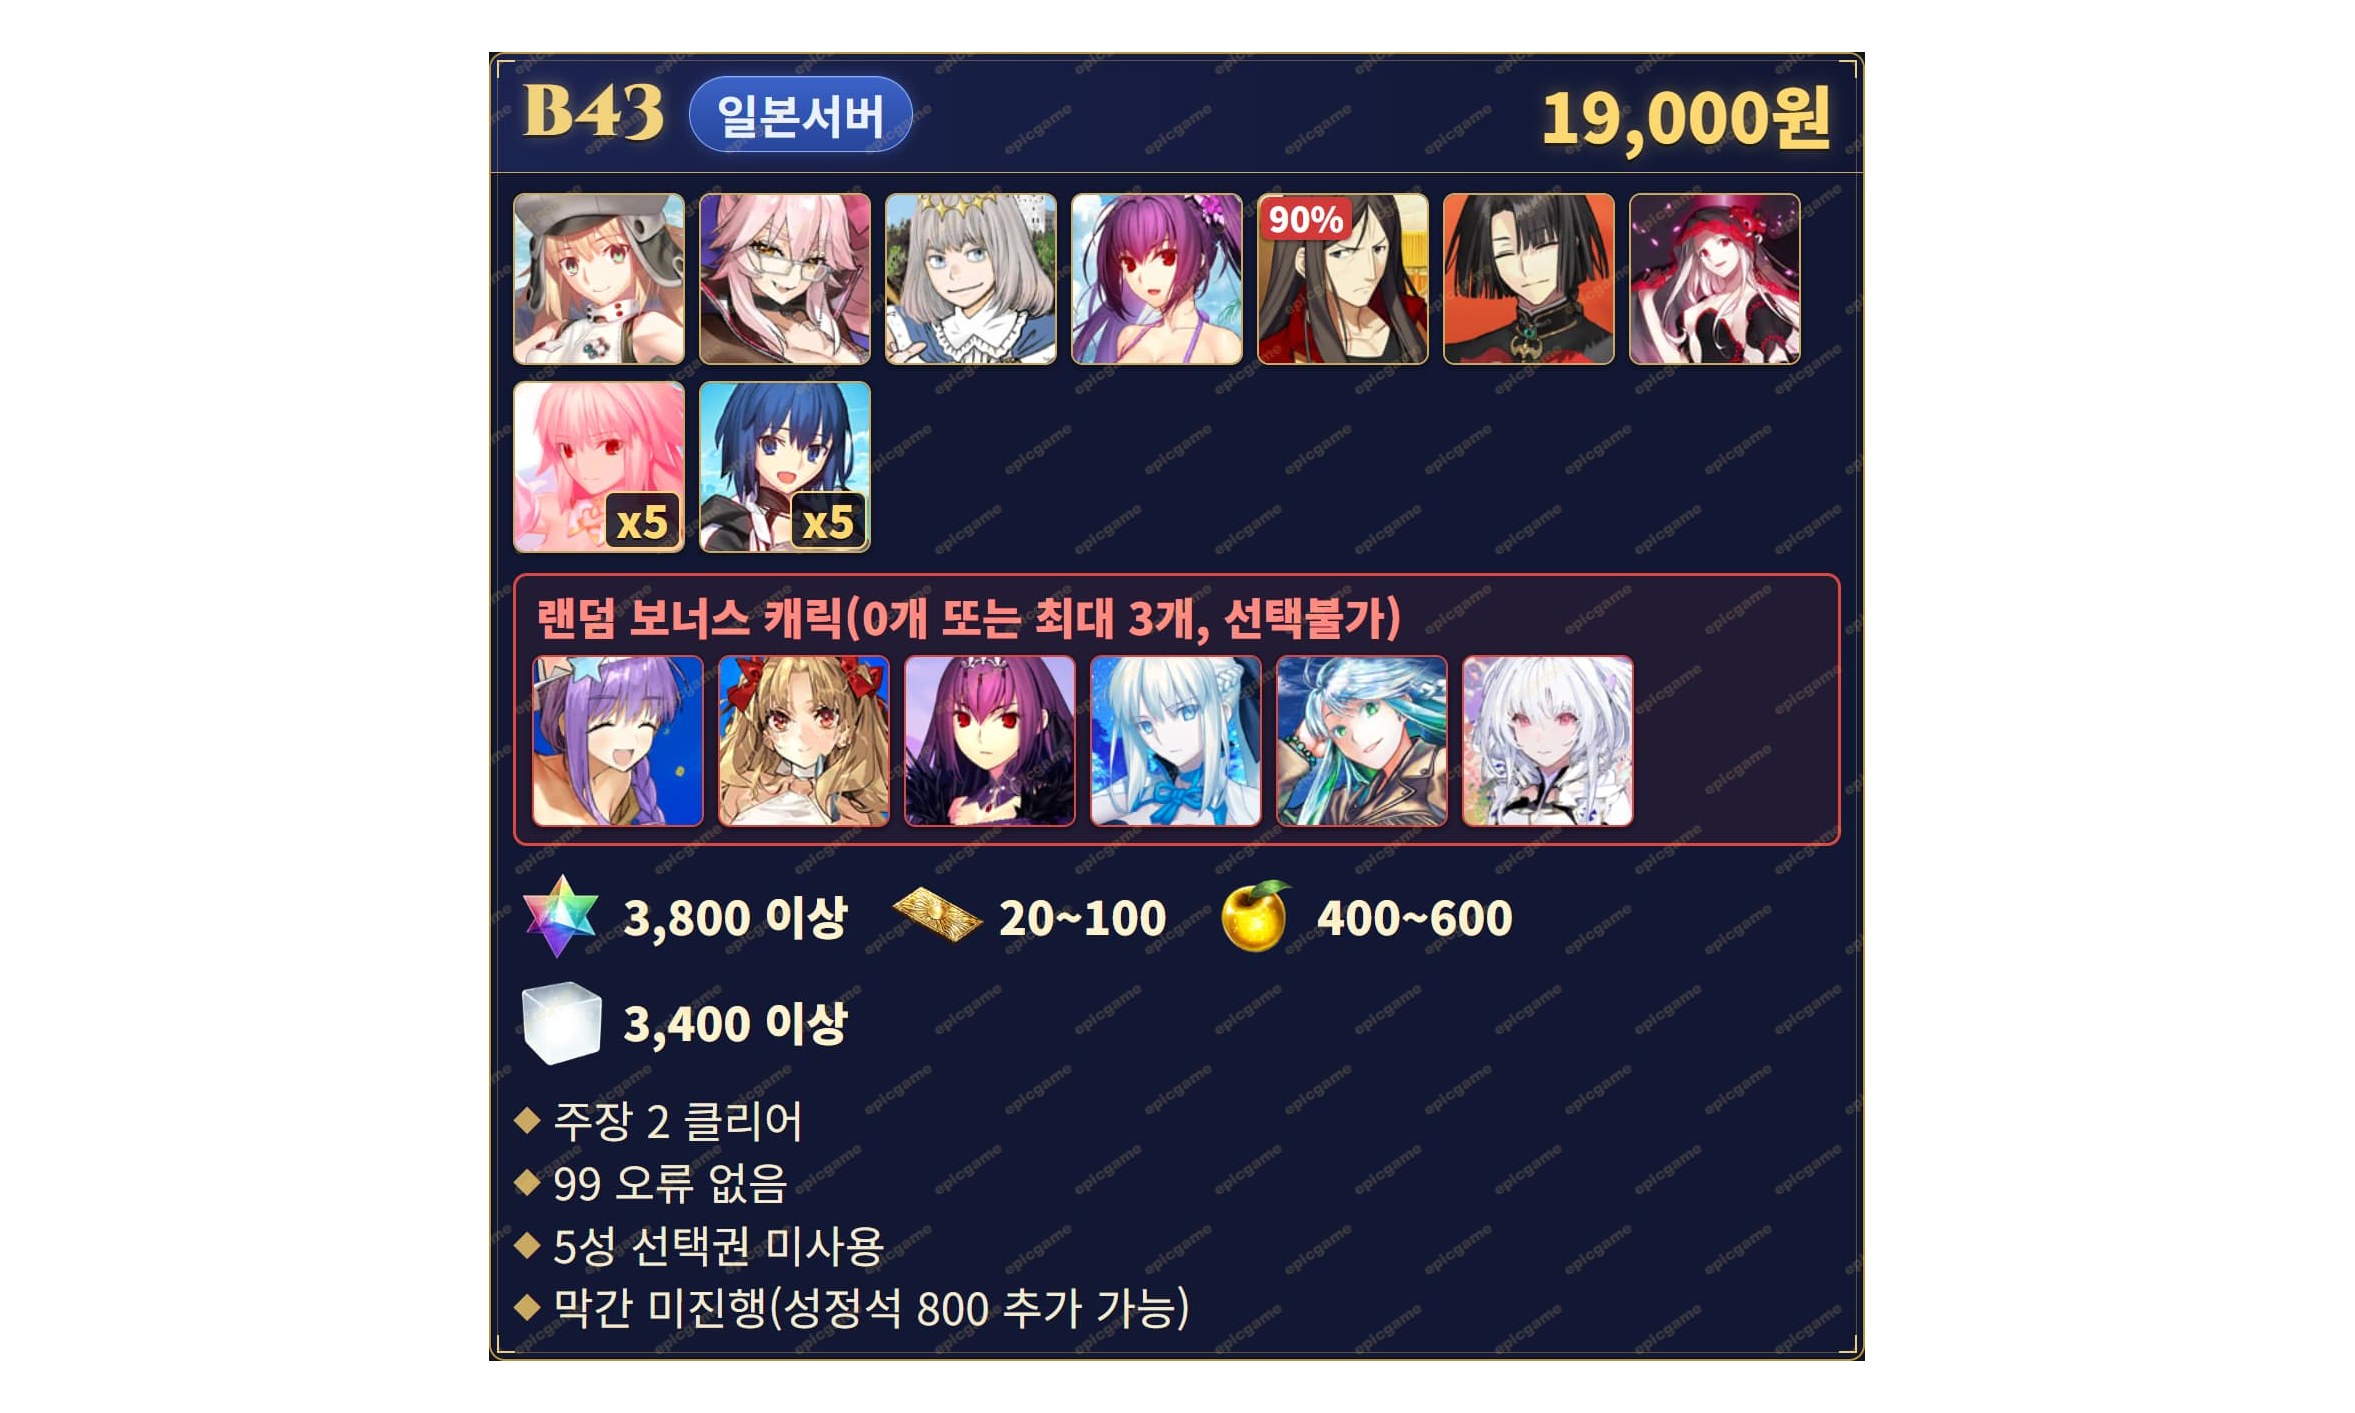 B43 일본서버 19,000원
90%
x5 x5
랜덤 보너스 캐릭(0개 또는 최대 3개, 선택불가)
3,800 이상 20~100 400~600
3,400 이상
주장 2 클리어
99 오류 없음
5성 선택권 미사용
막간 미진행(성정석 800 추가 가능)
epicgame